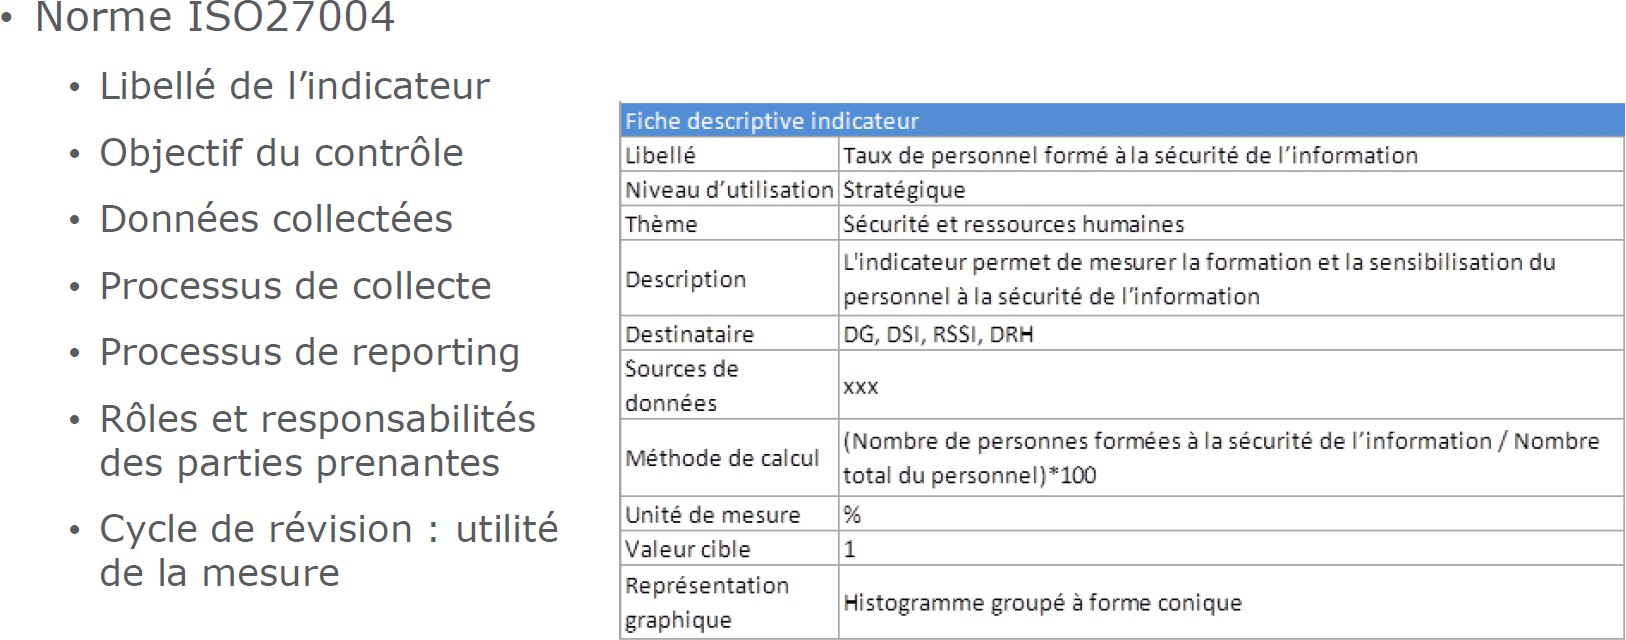 • Norme ISO27004
• Libellé de l’indicateur
• Objectif du contrôle
• Données collectées
• Processus de collecte
• Processus de reporting
• Rôles et responsabilités
des parties prenantes
• Cycle de révision : utilité
de la mesure
Fiche descriptive indicateur
Libellé Taux de personnel formé à la sécurité de l’information
Niveau d’utilisation Stratégique
Thème Sécurité et ressources humaines
Description L'indicateur permet de mesurer la formation et la sensibilisation du
personnel à la sécurité de l’information
Destinataire DG, DSI, RSSI, DRH
Sources de
données xxx
Méthode de calcul (Nombre de personnes formées à la sécurité de l’information / Nombre
total du personnel)*100
Unité de mesure %
Valeur cible 1
Représentation
graphique Histogramme groupé à forme conique